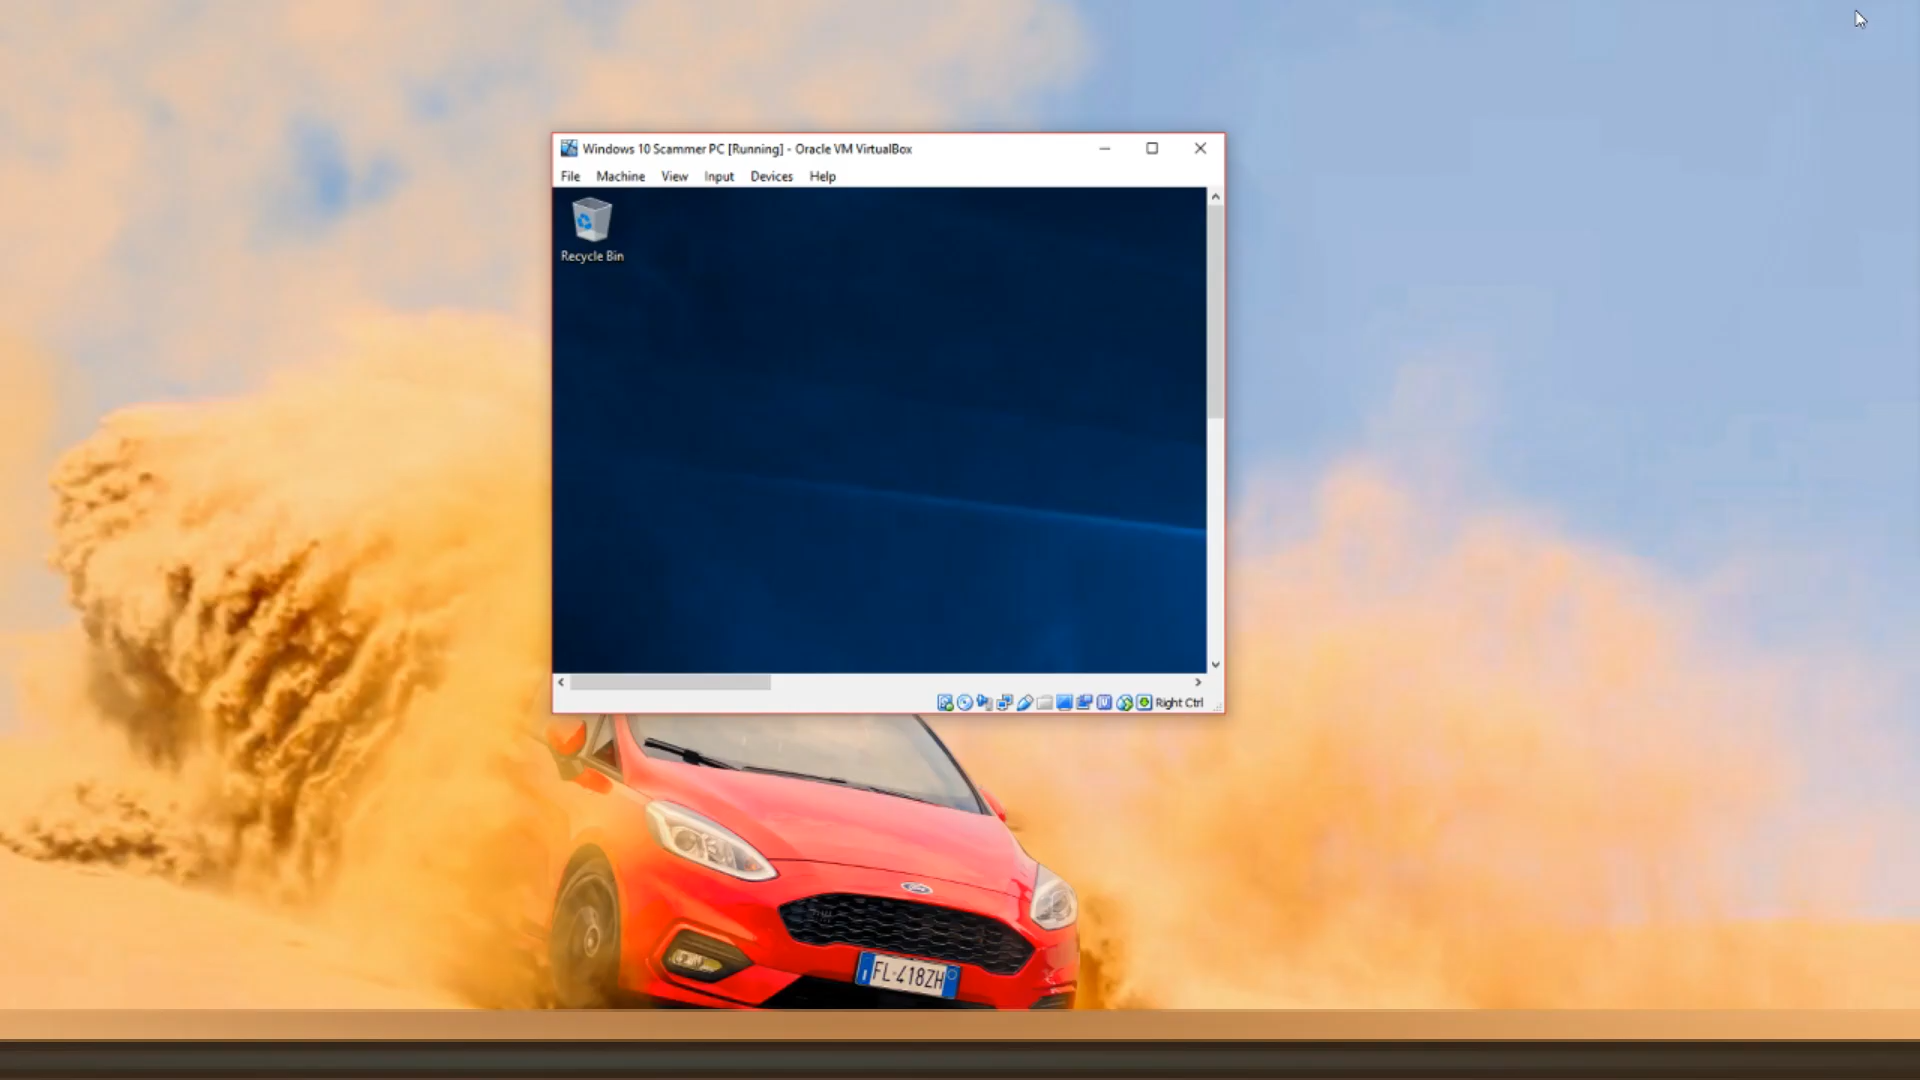 Windows 10 Scammer PC [Running] - Oracle VM VirtualBox
File Machine View Input Devices Help
Recycle Bin
Right Ctrl
FL·418ZH